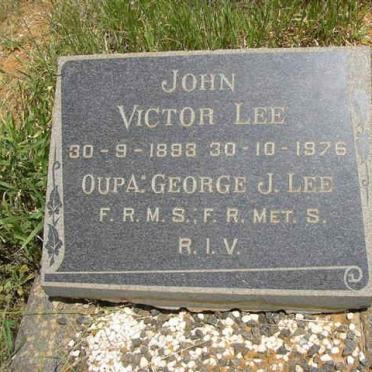 JOHN
VICTOR LEE
30-9-1893 30-10-1976
OUPA: GEORGE J. LEE
F.R.M.S.; F.R.MET.S.
R.I.V.